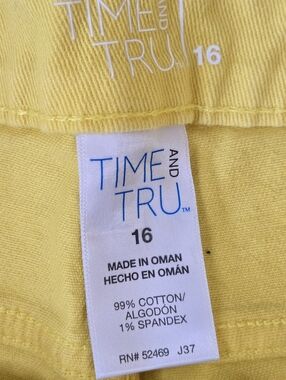 TIME AND
TRU 16
TIME AND
TRU™
16
MADE IN OMAN
HECHO EN OMÁN
99% COTTON/
ALGODÓN
1% SPANDEX
RN# 52469 J37